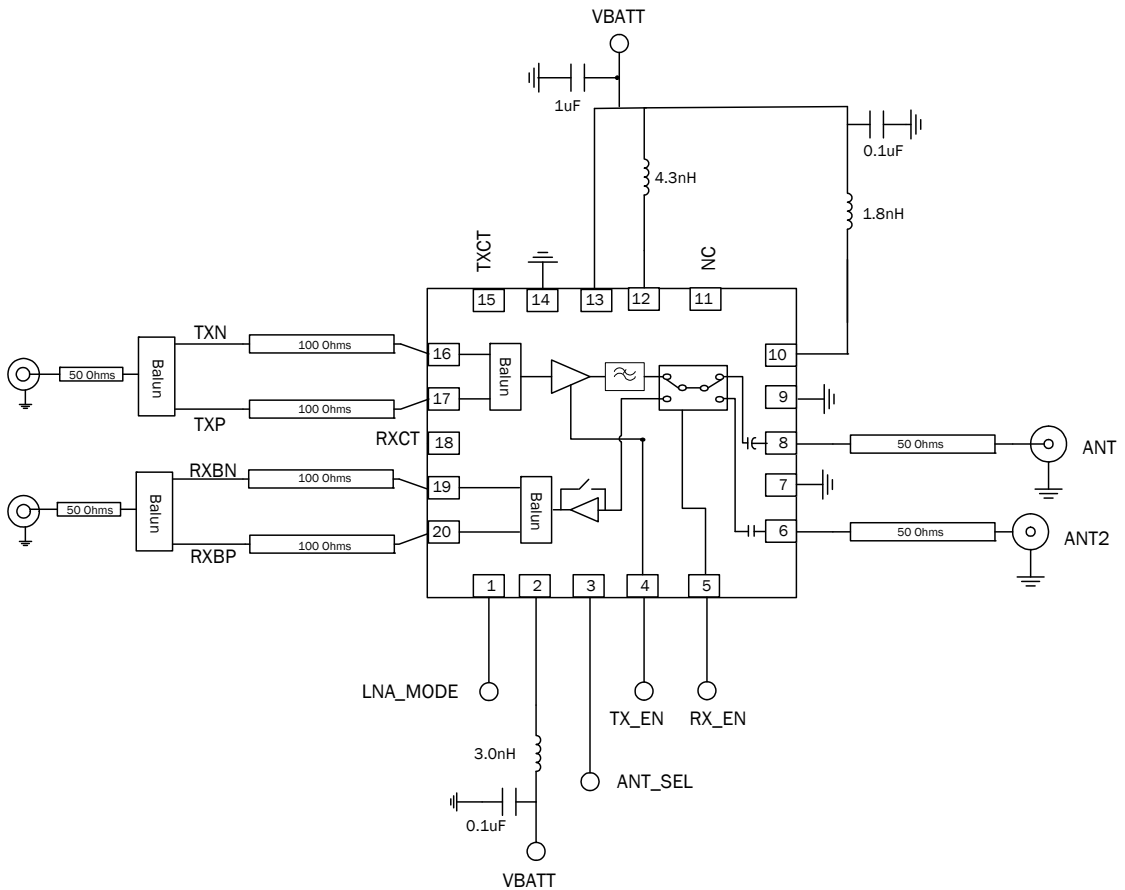 VBATT
1uF
0.1uF
4.3nH
1.8nH
TXCT
NC
15
14
13
12
11
TXN
100 Ohms
16
10
Balun
Balun
50 Ohms
100 Ohms
17
9
TXP
RXCT
18
8
50 Ohms
ANT
RXBN
100 Ohms
19
7
Balun
Balun
50 Ohms
100 Ohms
20
6
50 Ohms
ANT2
RXBP
1
2
3
4
5
LNA_MODE
TX_EN
RX_EN
3.0nH
ANT_SEL
0.1uF
VBATT